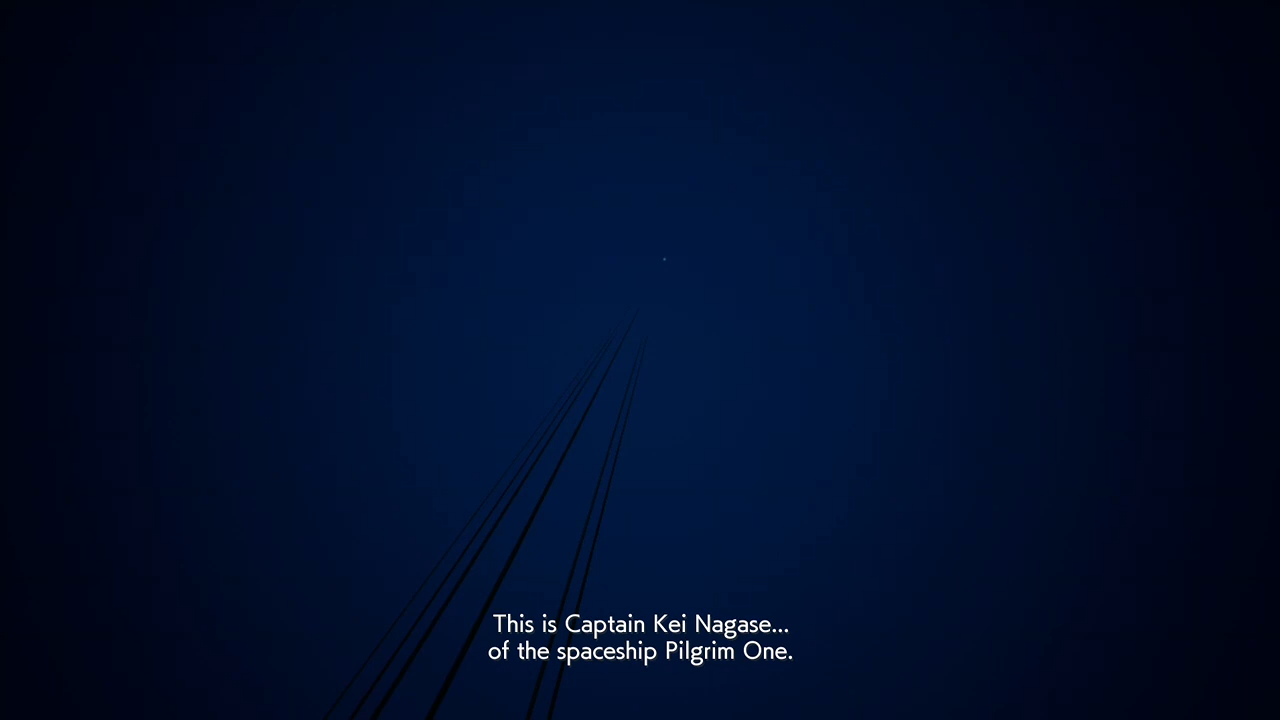 This is Captain Kei Nagase...
of the spaceship Pilgrim One.